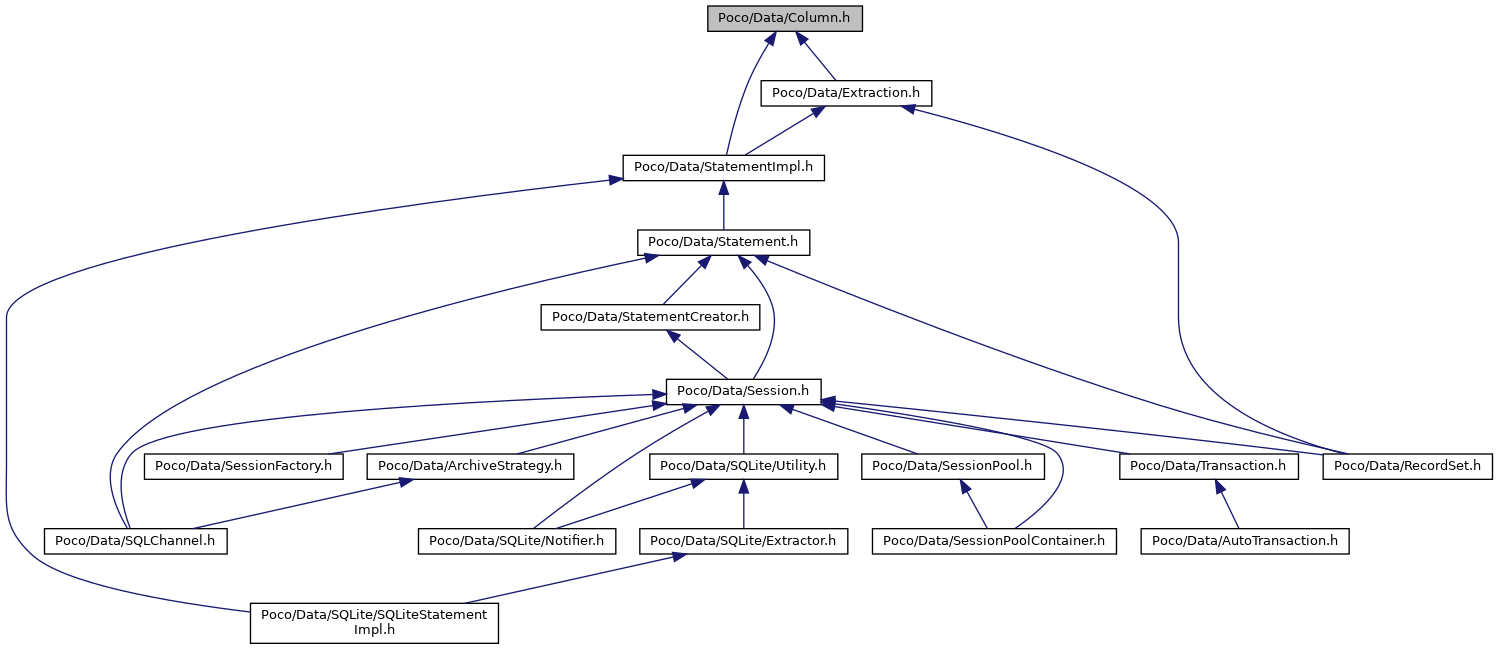 Poco/Data/Column.h
Poco/Data/Extraction.h
Poco/Data/StatementImpl.h
Poco/Data/Statement.h
Poco/Data/StatementCreator.h
Poco/Data/Session.h
Poco/Data/SessionFactory.h
Poco/Data/ArchiveStrategy.h
Poco/Data/SQLite/Utility.h
Poco/Data/SessionPool.h
Poco/Data/Transaction.h
Poco/Data/RecordSet.h
Poco/Data/SQLChannel.h
Poco/Data/SQLite/Notifier.h
Poco/Data/SQLite/Extractor.h
Poco/Data/SessionPoolContainer.h
Poco/Data/AutoTransaction.h
Poco/Data/SQLite/SQLiteStatement
Impl.h